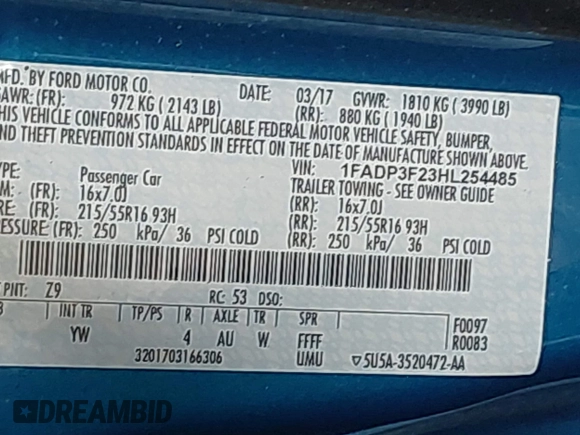 MFD. BY FORD MOTOR CO.
DATE: 03/17 GVWR: 1810 KG ( 3990 LB)
GAWR: (FR): 972 KG ( 2143 LB) (RR): 880 KG ( 1940 LB)
THIS VEHICLE CONFORMS TO ALL APPLICABLE FEDERAL MOTOR VEHICLE SAFETY, BUMPER,
AND THEFT PREVENTION STANDARDS IN EFFECT ON THE DATE OF MANUFACTURE SHOWN ABOVE.
VIN: 1FADP3F23HL254485
TYPE: Passenger Car TRAILER TOWING - SEE OWNER GUIDE
M: (FR): 16x7.0J (RR): 16x7.0J
RE: (FR): 215/55R16 93H (RR): 215/55R16 93H
PRESSURE: (FR): 250 kPa/ 36 PSI COLD (RR): 250 kPa/ 36 PSI COLD
PNT: Z9 RC: 53 DSO:
INT TR TP/PS R AXLE TR SPR F0097
YW 4 AU W FFFF R0083
3201703166306 UMU ▽5U5A-3520472-AA
DREAMBID